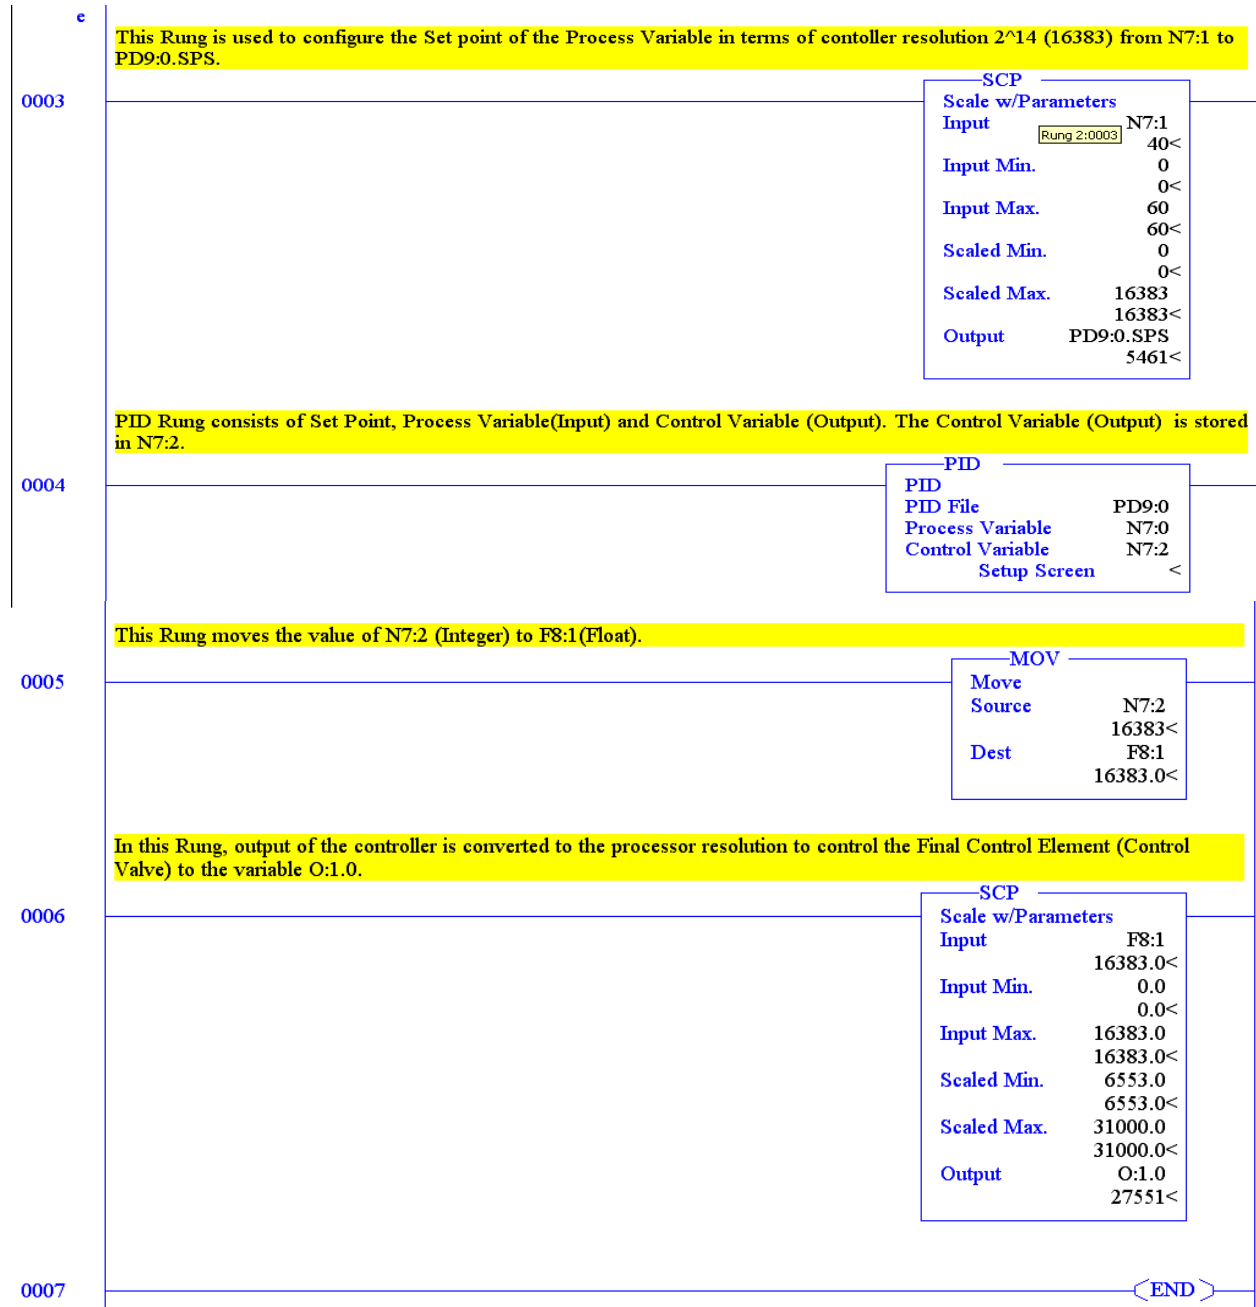 e
This Rung is used to configure the Set point of the Process Variable in terms of contoller resolution 2^14 (16383) from N7:1 to
PD9:0.SPS.
SCP
0003
Scale w/Parameters
Input N7:1
Rung 2:0003
40<
Input Min. 0
0<
Input Max. 60
60<
Scaled Min. 0
0<
Scaled Max. 16383
16383<
Output PD9:0.SPS
5461<
PID Rung consists of Set Point, Process Variable(Input) and Control Variable (Output). The Control Variable (Output) is stored
in N7:2.
PID
0004
PID
PID File PD9:0
Process Variable N7:0
Control Variable N7:2
Setup Screen <
This Rung moves the value of N7:2 (Integer) to F8:1(Float).
MOV
0005
Move
Source N7:2
16383<
Dest F8:1
16383.0<
In this Rung, output of the controller is converted to the processor resolution to control the Final Control Element (Control
Valve) to the variable O:1.0.
SCP
0006
Scale w/Parameters
Input F8:1
16383.0<
Input Min. 0.0
0.0<
Input Max. 16383.0
16383.0<
Scaled Min. 6553.0
6553.0<
Scaled Max. 31000.0
31000.0<
Output O:1.0
27551<
0007
END